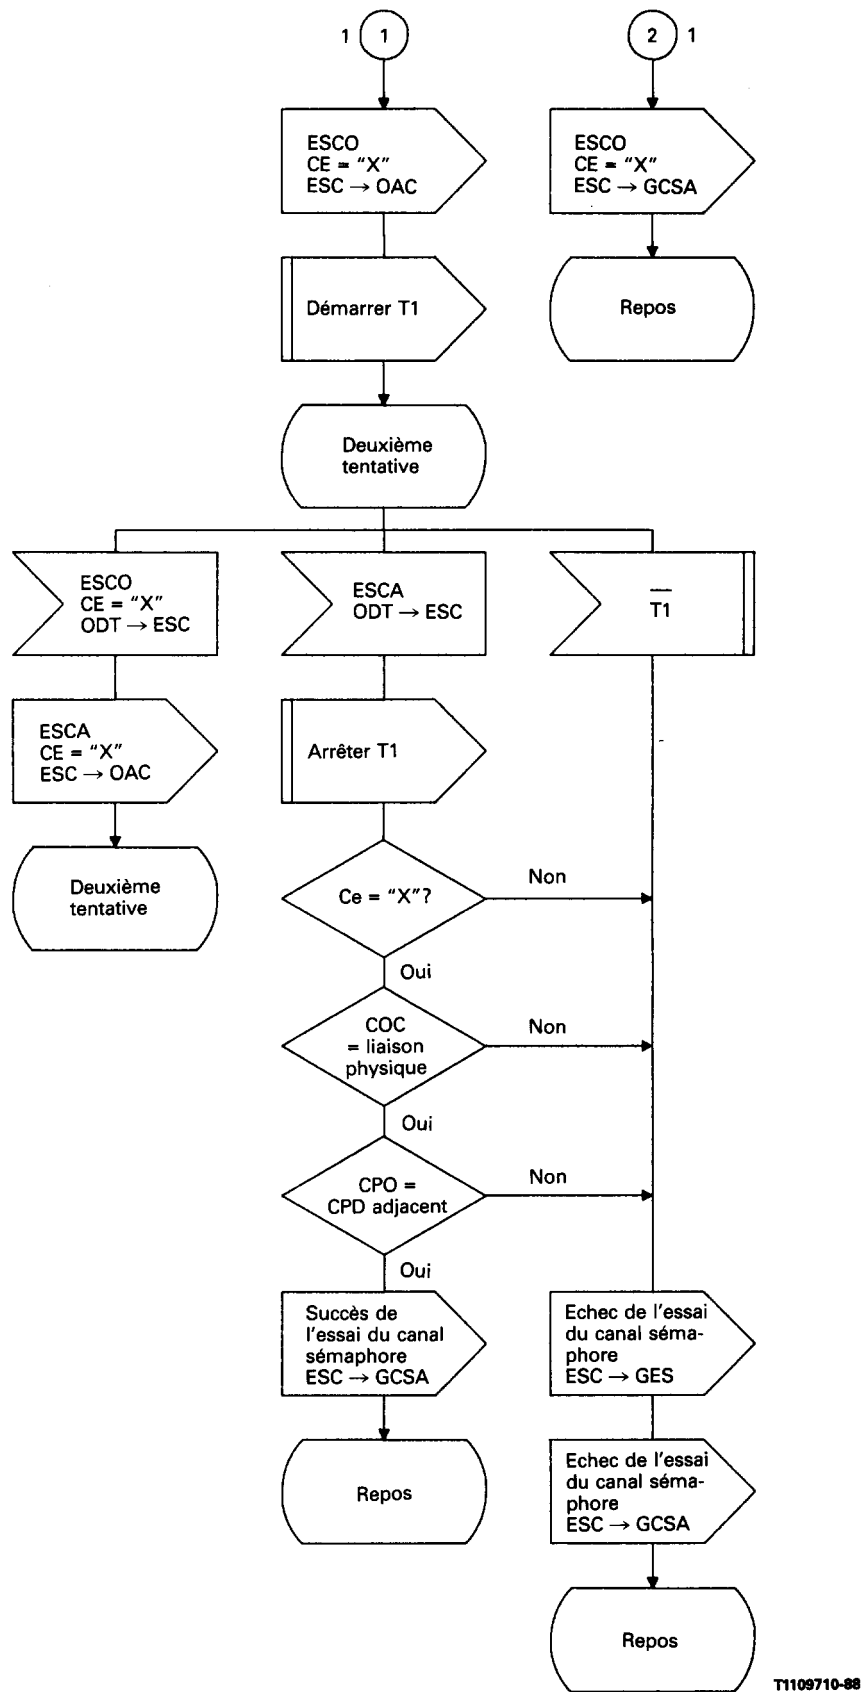 1 1
2 1
ESCO
CE = “X”
ESC → OAC
ESCO
CE = “X”
ESC → GCSA
Démarrer T1
Repos
Deuxième
tentative
ESCO
CE = “X”
ODT → ESC
ESCA
ODT → ESC
T1
ESCA
CE = “X”
ESC → OAC
Arrêter T1
Deuxième
tentative
Ce = “X”?
Non
Oui
COC
= liaison
physique
Non
Oui
CPO =
CPD adjacent
Non
Oui
Succès de
l'essai du canal
sémaphore
ESC → GCSA
Echec de l'essai
du canal séma-
phore
ESC → GES
Repos
Echec de l'essai
du canal séma-
phore
ESC → GCSA
Repos
T1109710-88